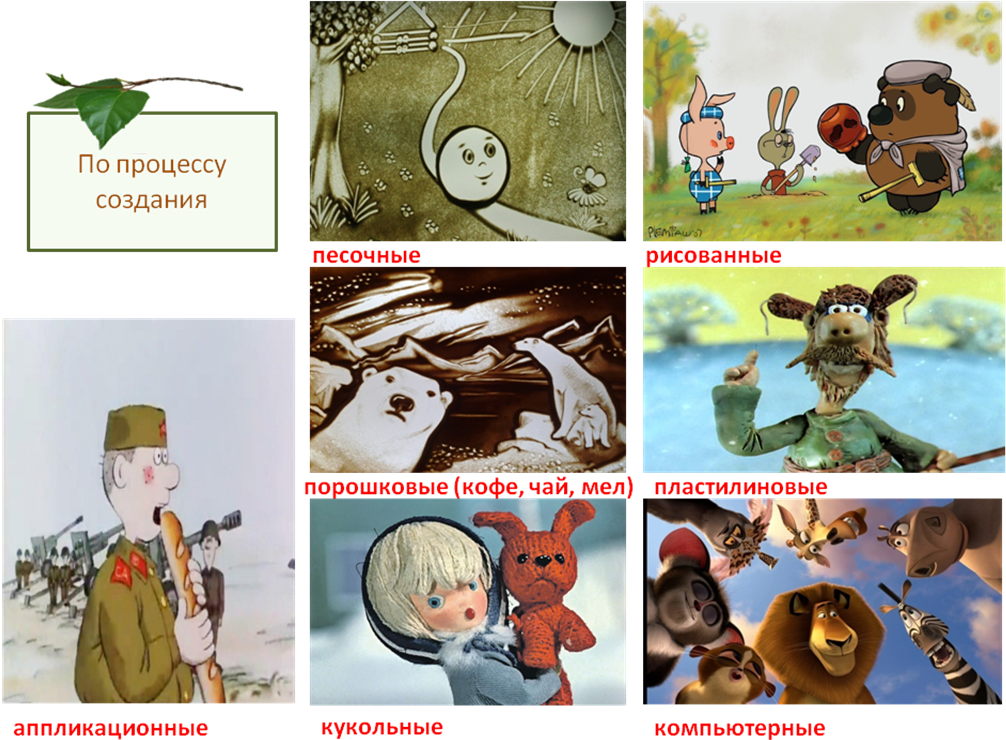 По процессу
создания
песочные
рисованные
порошковые (кофе, чай, мел)
пластилиновые
аппликационные
кукольные
компьютерные